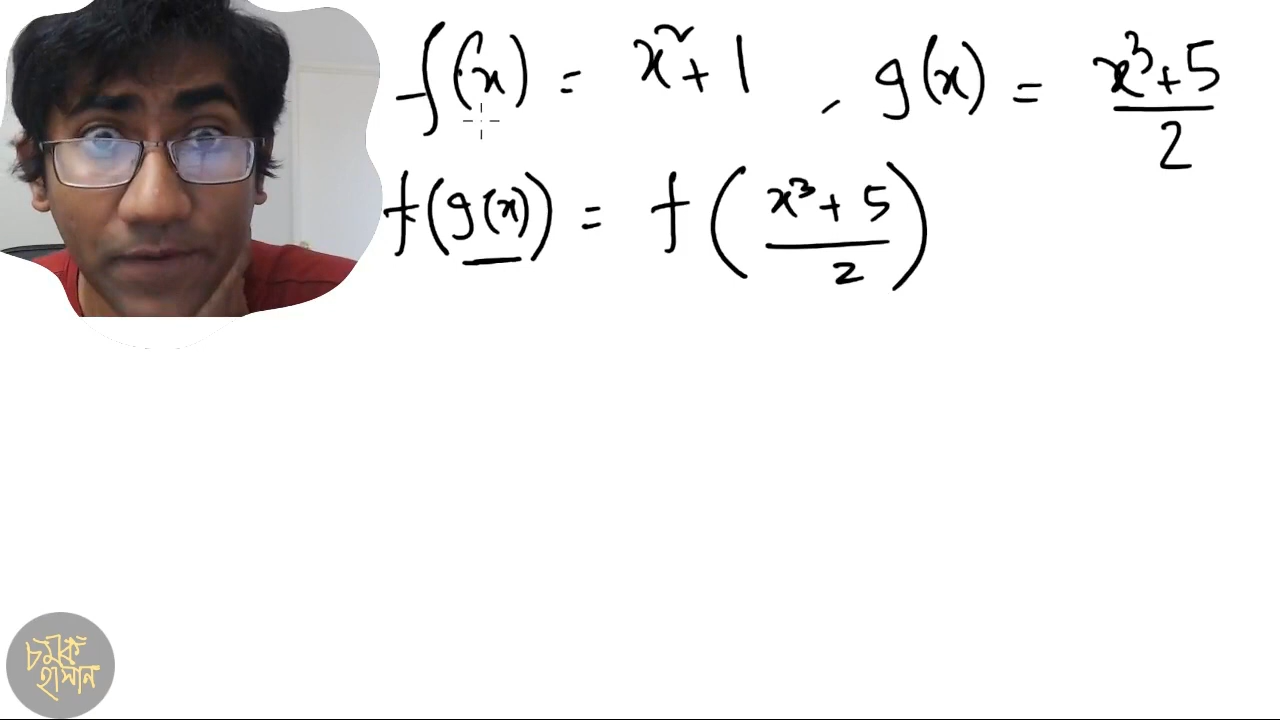 f(x) = x² + 1 , g(x) = (x³+5)/2
f(g(x)) = f((x³+5)/2)
চমক
হাসান